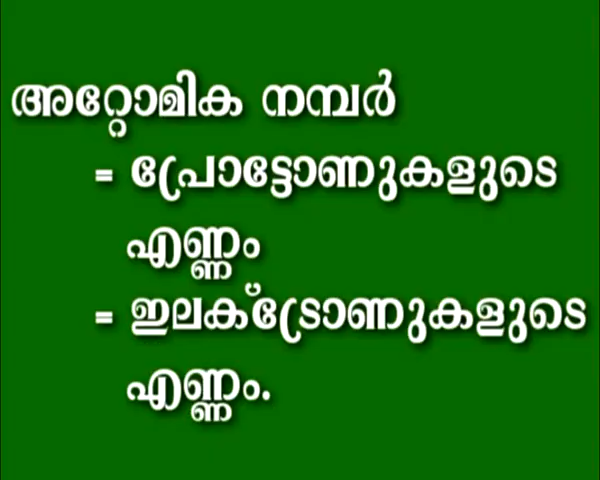 അറ്റോമിക നമ്പർ
= പ്രോട്ടോണുകളുടെ
എണ്ണം
= ഇലക്ട്രോണുകളുടെ
എണ്ണം.